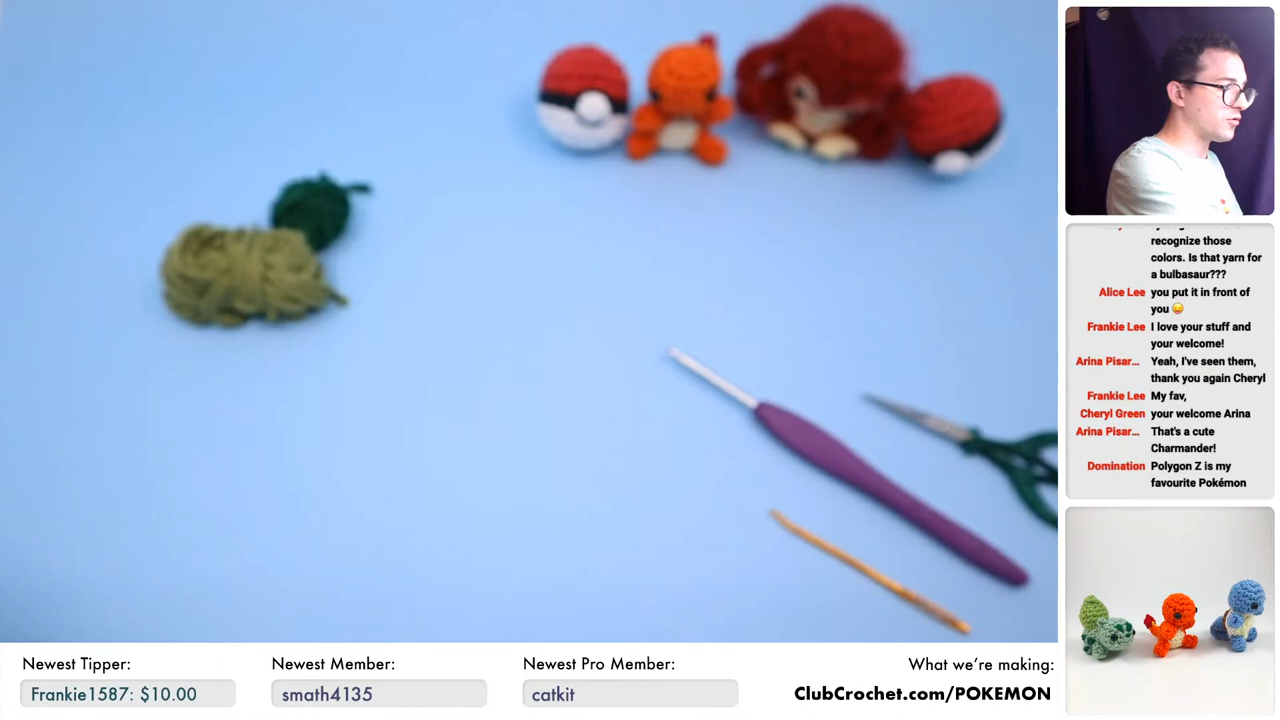 recognize those
colors. Is that yarn for
a bulbasaur???
Alice Lee you put it in front of
you 😛
Frankie Lee I love your stuff and
your welcome!
Arina Pisar... Yeah, I've seen them,
thank you again Cheryl
Frankie Lee My fav,
Cheryl Green your welcome Arina
Arina Pisar... That's a cute
Charmander!
Domination Polygon Z is my
favourite Pokémon
Newest Tipper: Newest Member: Newest Pro Member: What we're making:
Frankie1587: $10.00 smath4135 catkit ClubCrochet.com/POKEMON